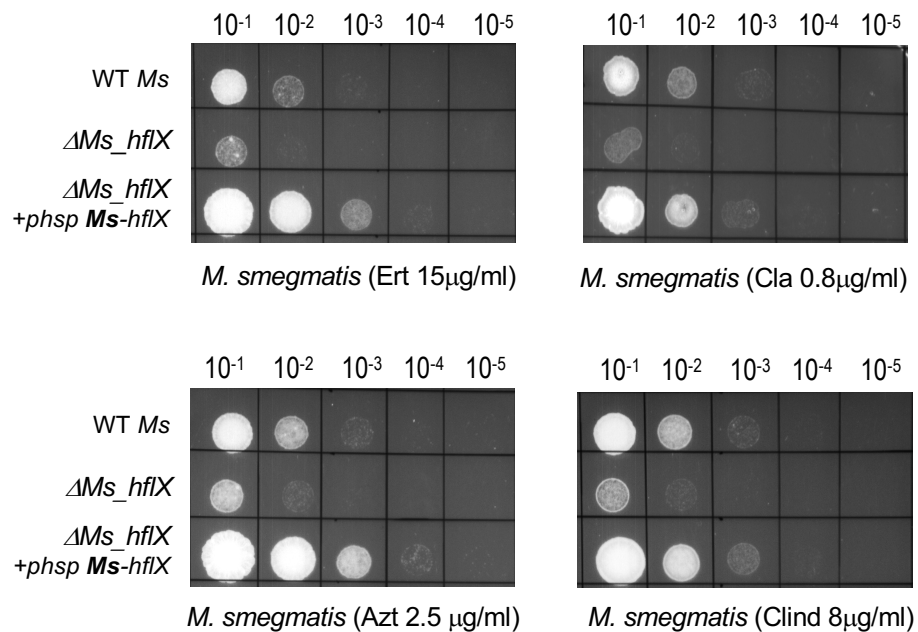 10-1 10-2 10-3 10-4 10-5 10-1 10-2 10-3 10-4 10-5
WT Ms
ΔMs_hflX
ΔMs_hflX
+phsp Ms-hflX
M. smegmatis (Ert 15μg/ml) M. smegmatis (Cla 0.8μg/ml)
10-1 10-2 10-3 10-4 10-5 10-1 10-2 10-3 10-4 10-5
WT Ms
ΔMs_hflX
ΔMs_hflX
+phsp Ms-hflX
M. smegmatis (Azt 2.5 μg/ml) M. smegmatis (Clind 8μg/ml)